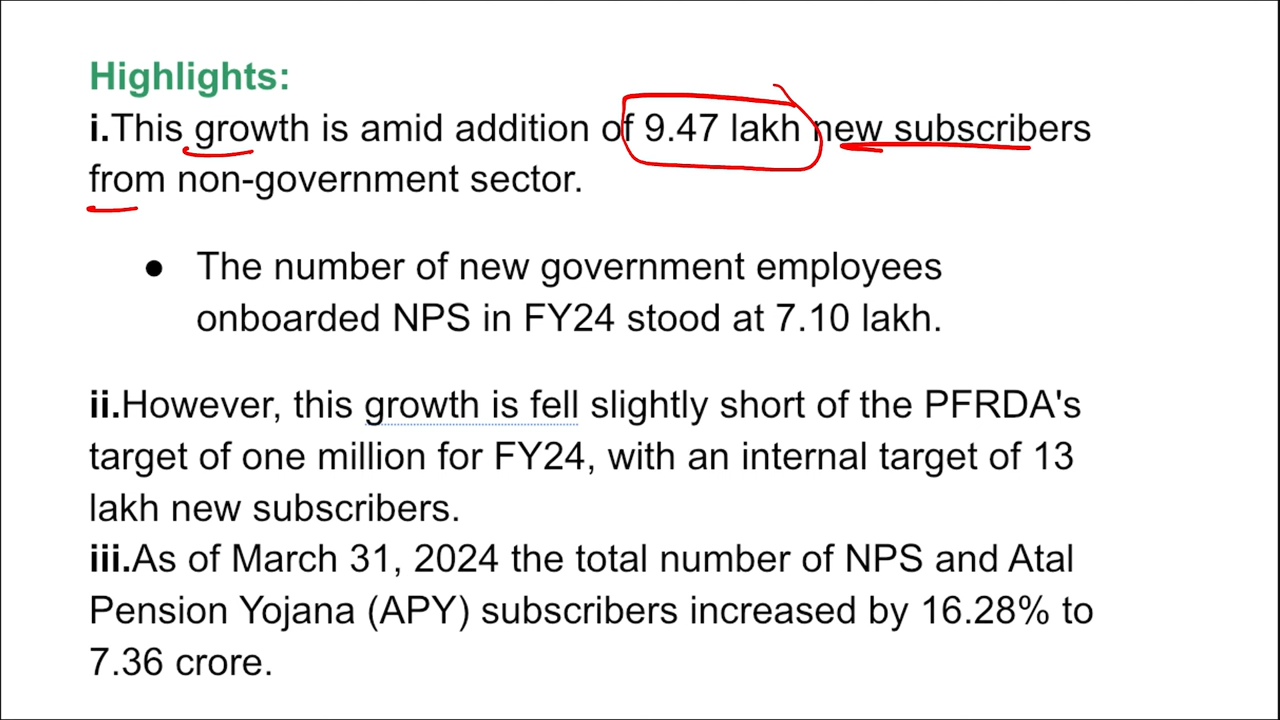 Highlights:
i.This growth is amid addition of 9.47 lakh new subscribers
from non-government sector.
● The number of new government employees
onboarded NPS in FY24 stood at 7.10 lakh.
ii.However, this growth is fell slightly short of the PFRDA's
target of one million for FY24, with an internal target of 13
lakh new subscribers.
iii.As of March 31, 2024 the total number of NPS and Atal
Pension Yojana (APY) subscribers increased by 16.28% to
7.36 crore.